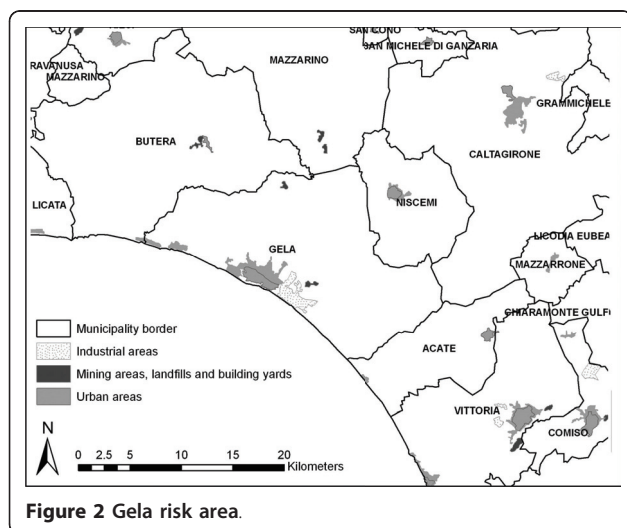 SAN CONO
SAN MICHELE DI GANZARIA
RAVANUSA
MAZZARINO
MAZZARINO
GRAMMICHELE
BUTERA
CALTAGIRONE
LICATA
NISCEMI
LICODIA EUBEA
GELA
MAZZARRONE
CHIARAMONTE GULFO
Municipality border
Industrial areas
ACATE
Mining areas, landfills and building yards
Urban areas
VITTORIA
COMISO
N
0 2.5 5 10 15 20
Kilometers
Figure 2 Gela risk area.